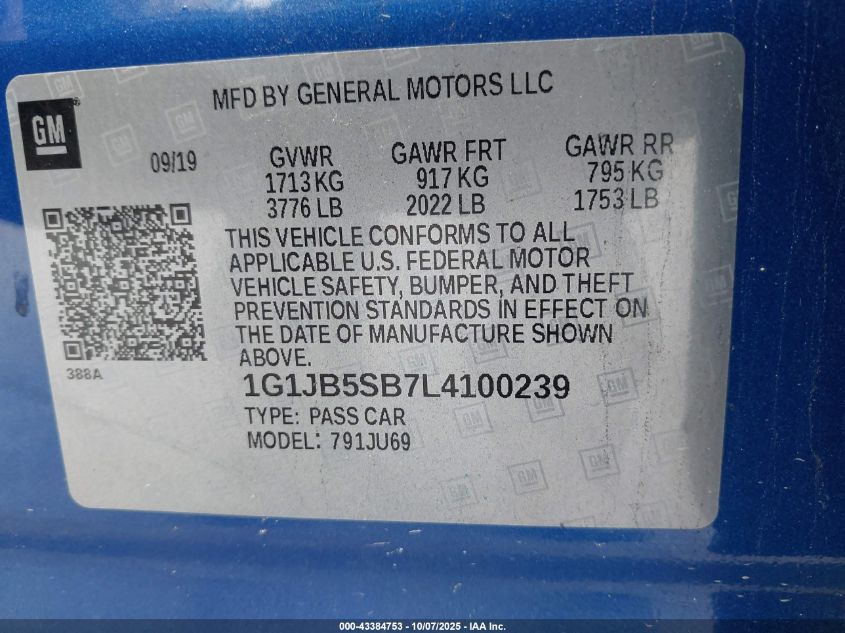 MFD BY GENERAL MOTORS LLC
GM
09/19
GVWR
1713 KG
3776 LB
GAWR FRT
917 KG
2022 LB
GAWR RR
795 KG
1753 LB
THIS VEHICLE CONFORMS TO ALL
APPLICABLE U.S. FEDERAL MOTOR
VEHICLE SAFETY, BUMPER, AND THEFT
PREVENTION STANDARDS IN EFFECT ON
THE DATE OF MANUFACTURE SHOWN
ABOVE.
388A
1G1JB5SB7L4100239
TYPE: PASS CAR
MODEL: 791JU69
000-43384753 - 10/07/2025 - IAA